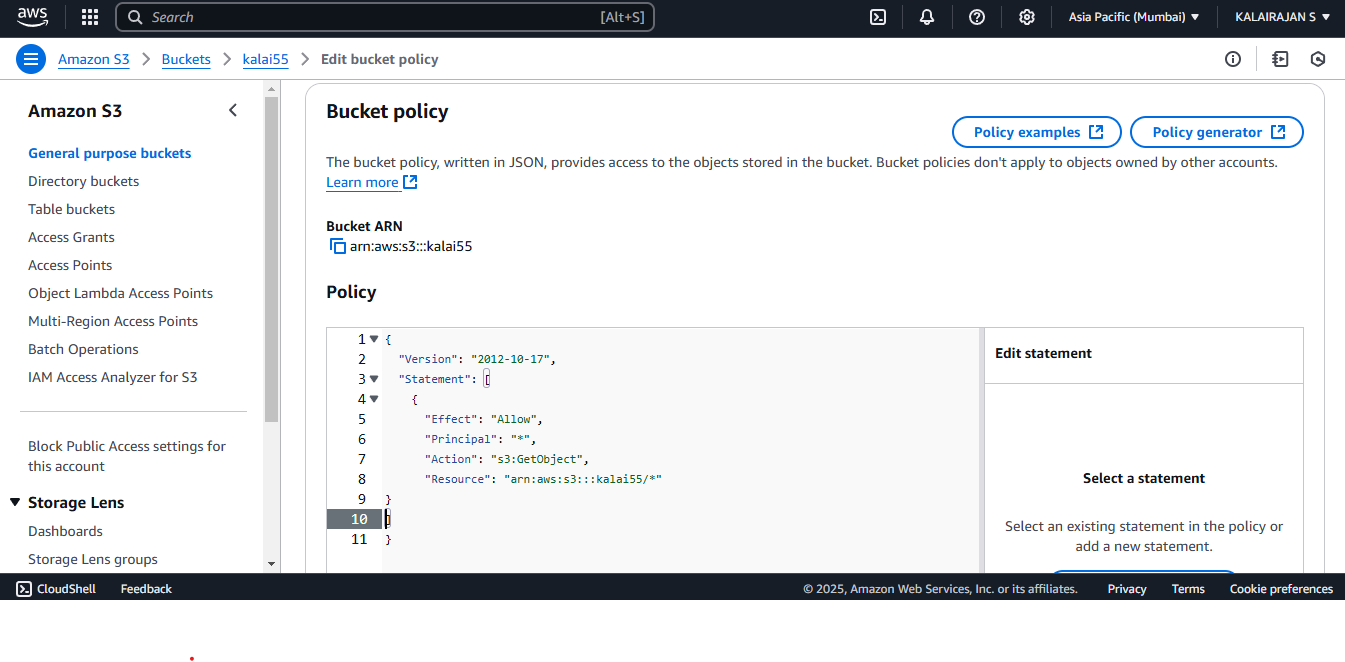 aws
Search [Alt+S]
Asia Pacific (Mumbai) ▼
KALAIRAJAN S ▼
Amazon S3 > Buckets > kalai55 > Edit bucket policy
Amazon S3
General purpose buckets
Directory buckets
Table buckets
Access Grants
Access Points
Object Lambda Access Points
Multi-Region Access Points
Batch Operations
IAM Access Analyzer for S3
Block Public Access settings for
this account
Storage Lens
Dashboards
Storage Lens groups
Bucket policy
Policy examples
Policy generator
The bucket policy, written in JSON, provides access to the objects stored in the bucket. Bucket policies don't apply to objects owned by other accounts.
Learn more
Bucket ARN
arn:aws:s3:::kalai55
Policy
1 {
2 "Version": "2012-10-17",
3 "Statement": [
4 {
5 "Effect": "Allow",
6 "Principal": "*",
7 "Action": "s3:GetObject",
8 "Resource": "arn:aws:s3:::kalai55/*"
9 }
10 ]
11 }
Edit statement
Select a statement
Select an existing statement in the policy or
add a new statement.
CloudShell
Feedback
© 2025, Amazon Web Services, Inc. or its affiliates.
Privacy
Terms
Cookie preferences